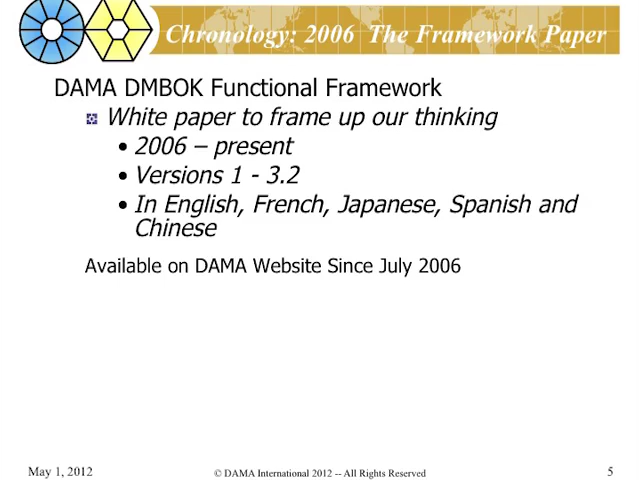 Chronology: 2006 The Framework Paper
DAMA DMBOK Functional Framework
White paper to frame up our thinking
• 2006 – present
• Versions 1 - 3.2
• In English, French, Japanese, Spanish and
Chinese
Available on DAMA Website Since July 2006
May 1, 2012
© DAMA International 2012 -- All Rights Reserved
5